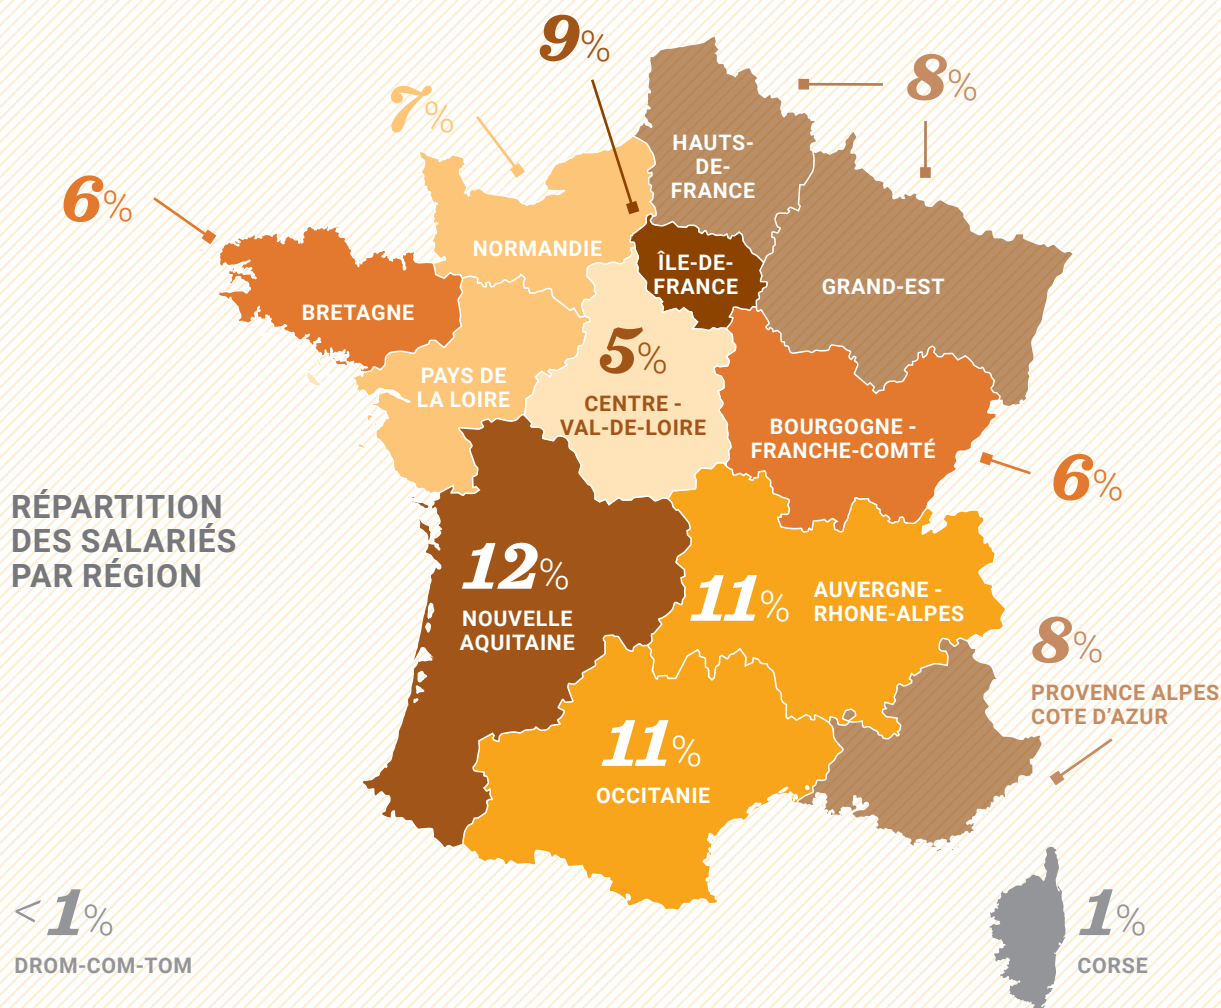 9%
8%
7%
6%
HAUTS-
DE-
FRANCE
NORMANDIE
ÎLE-DE-
FRANCE
GRAND-EST
BRETAGNE
5%
CENTRE -
VAL-DE-LOIRE
PAYS DE
LA LOIRE
BOURGOGNE -
FRANCHE-COMTÉ
6%
RÉPARTITION
DES SALARIÉS
PAR RÉGION
12%
NOUVELLE
AQUITAINE
11%
AUVERGNE -
RHONE-ALPES
8%
PROVENCE ALPES
COTE D'AZUR
11%
OCCITANIE
< 1%
DROM-COM-TOM
1%
CORSE